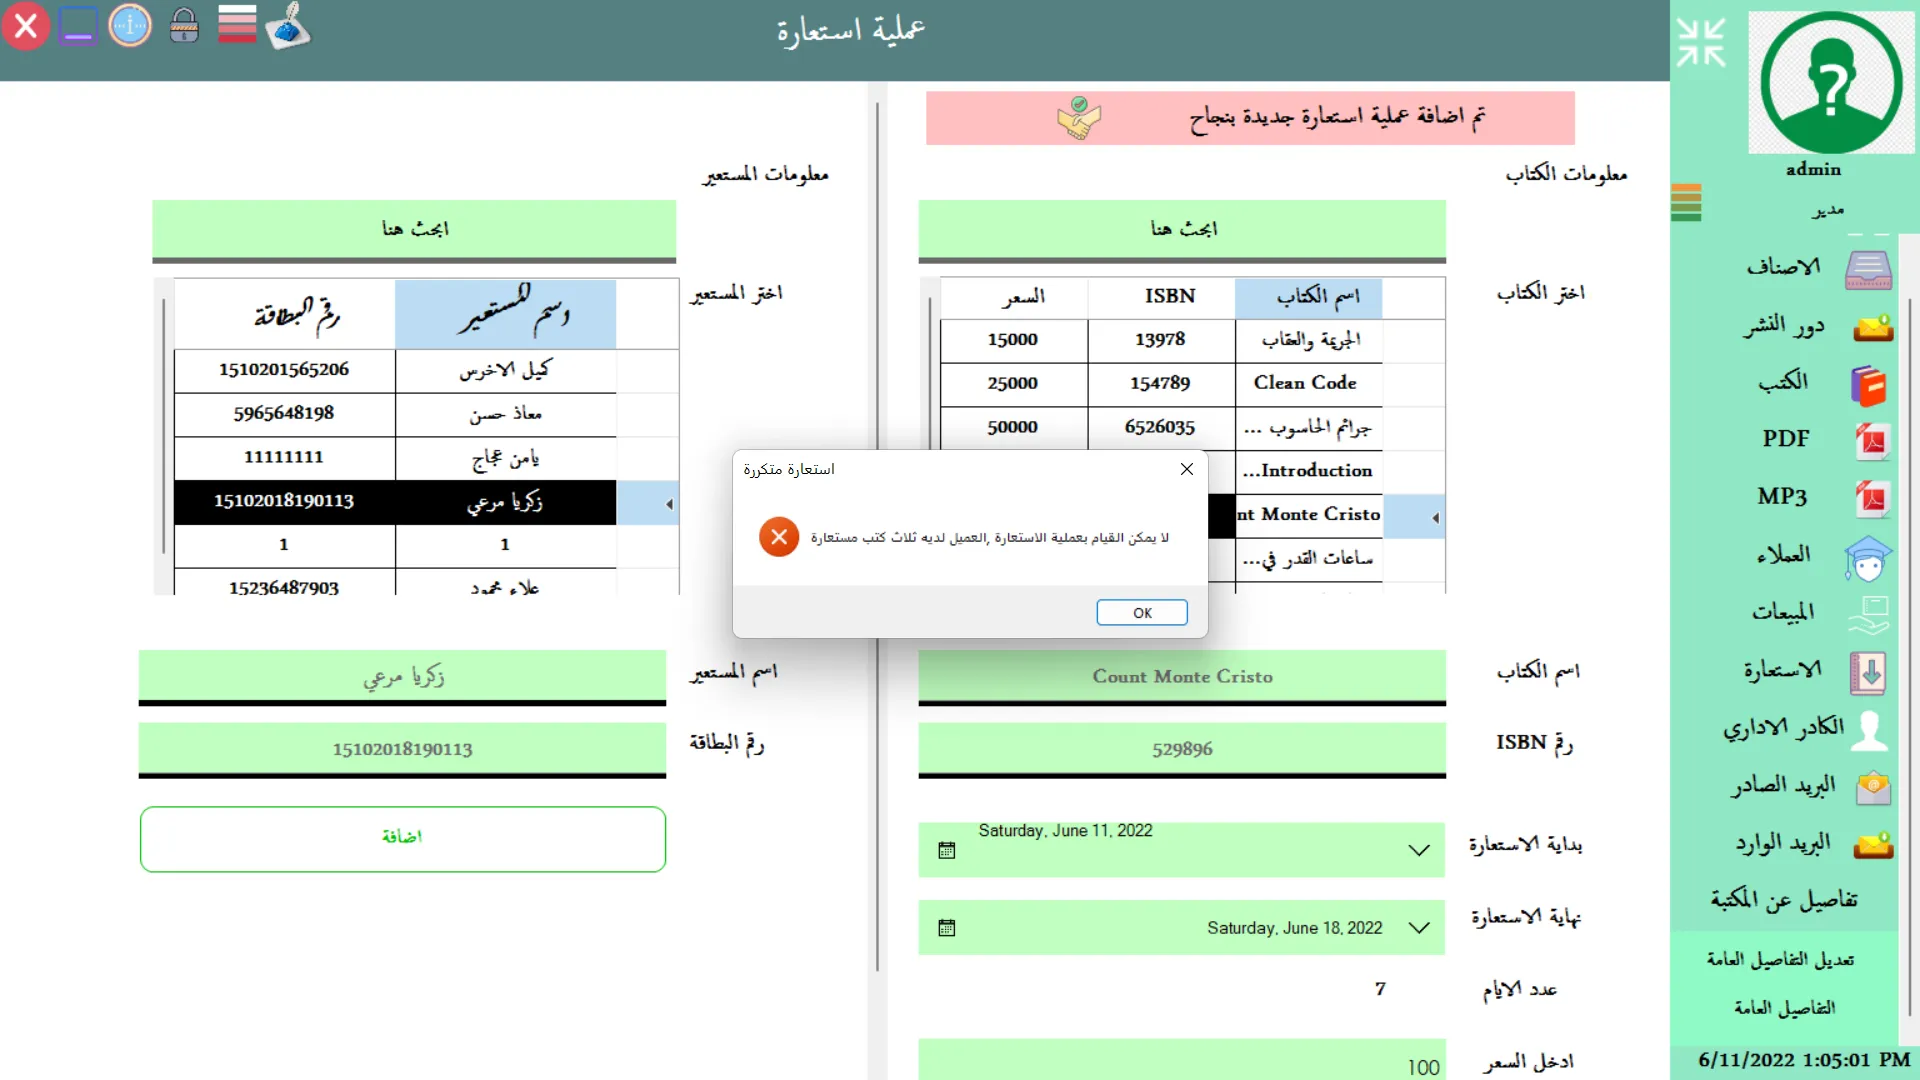 عملية استعارة
admin
مدير
الاصناف
دور النشر
الكتب
PDF
MP3
العملاء
المبيعات
الاستعارة
الكادر الاداري
البريد الصادر
البريد الوارد
تفاصيل عن المكتبة
تعديل التفاصيل العامة
التفاصيل العامة
6/11/2022 1:05:01 PM
تم اضافة عملية استعارة جديدة بنجاح
معلومات الكتاب
ابحث هنا
اختر الكتاب
اسم الكتاب ISBN السعر
الجريمة والعقاب 13978 15000
Clean Code 154789 25000
جرائم الحاسوب ... 6526035 50000
Introduction...
nt Monte Cristo
ساعات القدر في...
اسم الكتاب Count Monte Cristo
رقم ISBN 529896
بداية الاستعارة Saturday, June 11, 2022
نهاية الاستعارة Saturday, June 18, 2022
عدد الايام 7
ادخل السعر 100
معلومات المستعير
ابحث هنا
اختر المستعير
اسم المستعير رقم البطاقة
كميل الاخرس 1510201565206
معاذ حسن 5965648198
يامن عجاج 11111111
زكريا مرعي 15102018190113
1 1
علاء محمود 15236487903
اسم المستعير زكريا مرعي
رقم البطاقة 15102018190113
اضافة
استعارة متكررة
لا يمكن القيام بعملية الاستعارة ,العميل لديه ثلاث كتب مستعارة
OK